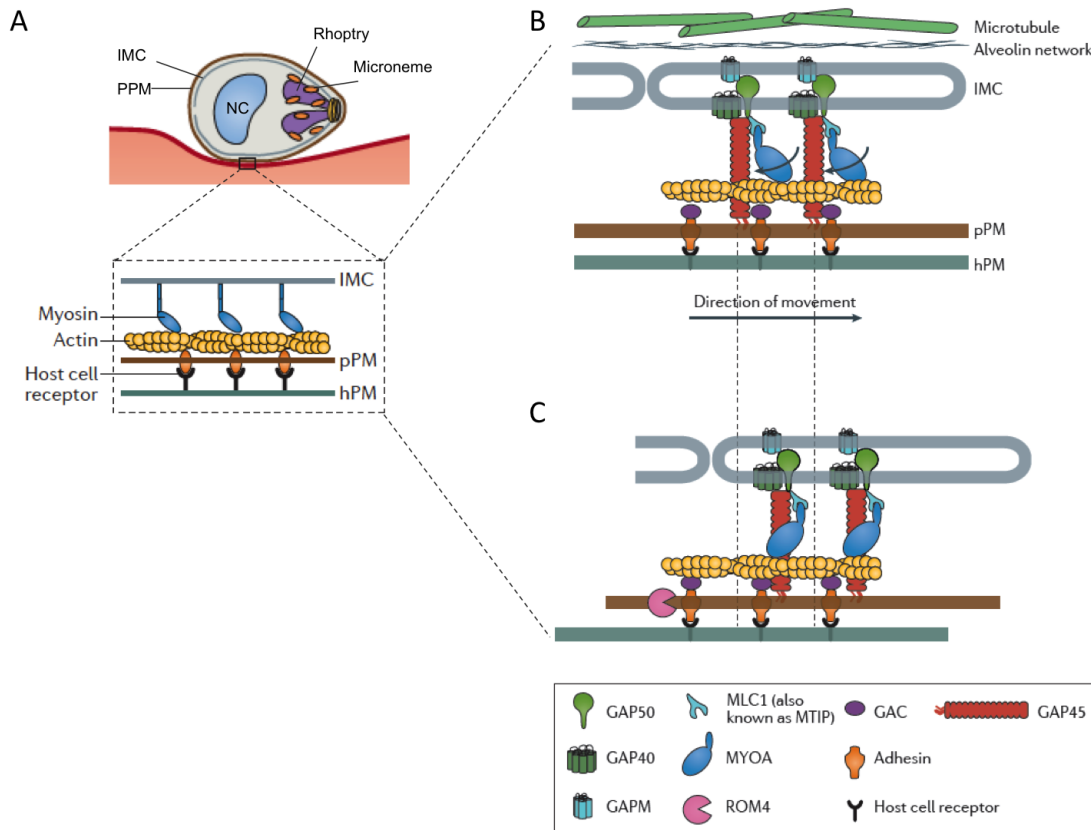 A
IMC
PPM
NC
Rhoptry
Microneme
IMC
Myosin
Actin
pPM
Host cell
receptor
hPM
B
Microtubule
Alveolin network
IMC
pPM
hPM
Direction of movement
C
GAP50
MLC1 (also
known as MTIP)
GAC
GAP45
GAP40
MYOA
Adhesin
GAPM
ROM4
Host cell receptor